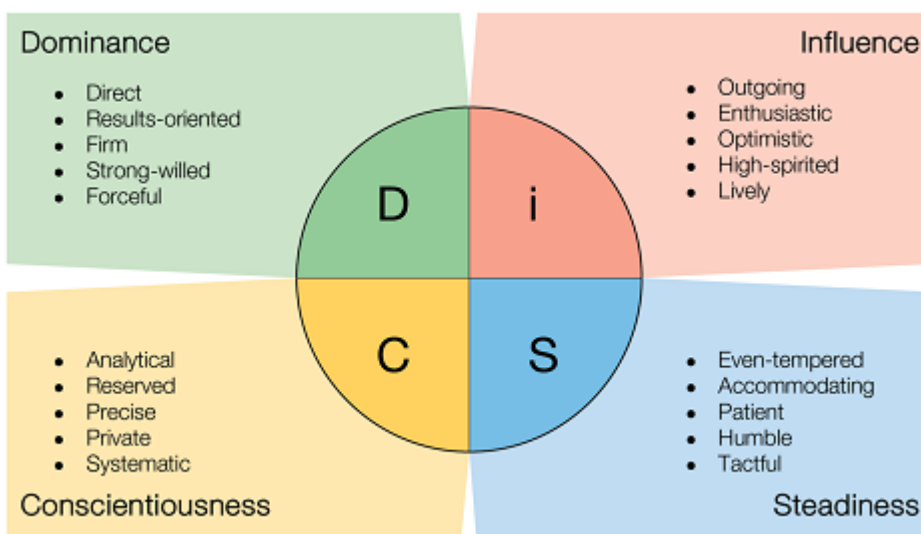 Dominance
• Direct
• Results-oriented
• Firm
• Strong-willed
• Forceful
Influence
• Outgoing
• Enthusiastic
• Optimistic
• High-spirited
• Lively
D
i
C
S
• Analytical
• Reserved
• Precise
• Private
• Systematic
Conscientiousness
• Even-tempered
• Accommodating
• Patient
• Humble
• Tactful
Steadiness